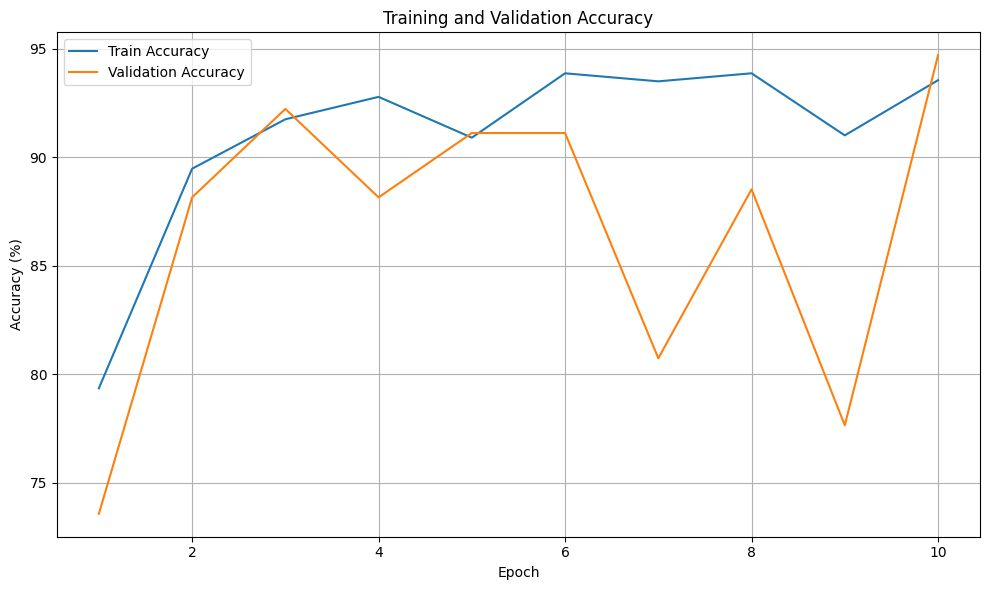 Training and Validation Accuracy
Train Accuracy
Validation Accuracy
Accuracy (%)
95
90
85
80
75
2 4 6 8 10
Epoch